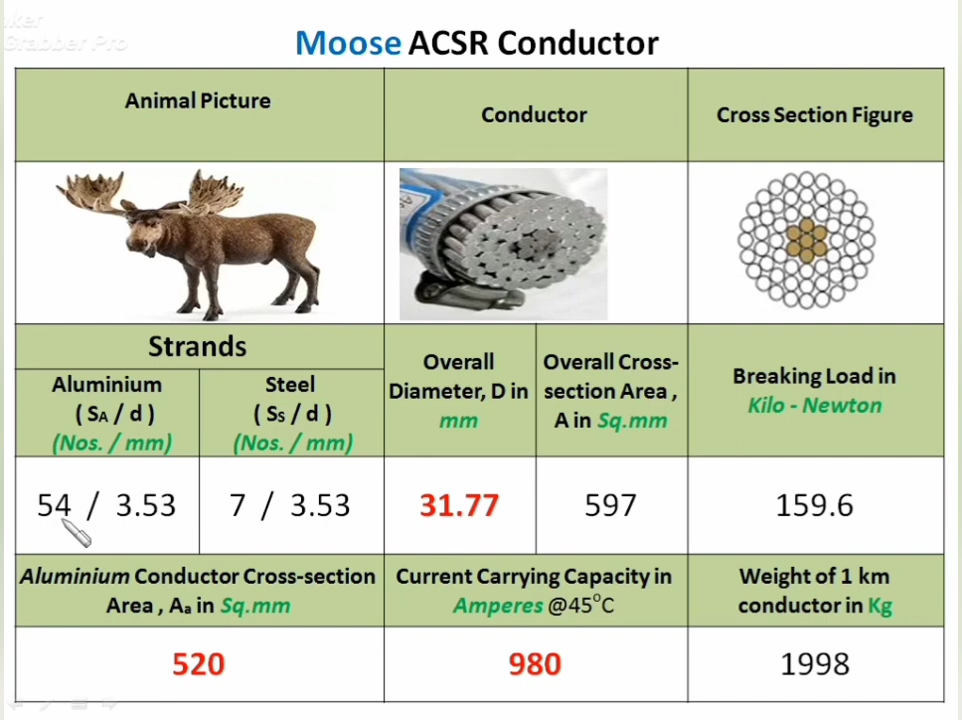 aker
Grabber Pro
Moose ACSR Conductor
Animal Picture
Conductor
Cross Section Figure
Strands
Aluminium
( SA / d )
(Nos. / mm)
Steel
( SS / d )
(Nos. / mm)
Overall
Diameter, D in
mm
Overall Cross-
section Area ,
A in Sq.mm
Breaking Load in
Kilo - Newton
54 / 3.53
7 / 3.53
31.77
597
159.6
Aluminium Conductor Cross-section
Area , Aa in Sq.mm
Current Carrying Capacity in
Amperes @45°C
Weight of 1 km
conductor in Kg
520
980
1998